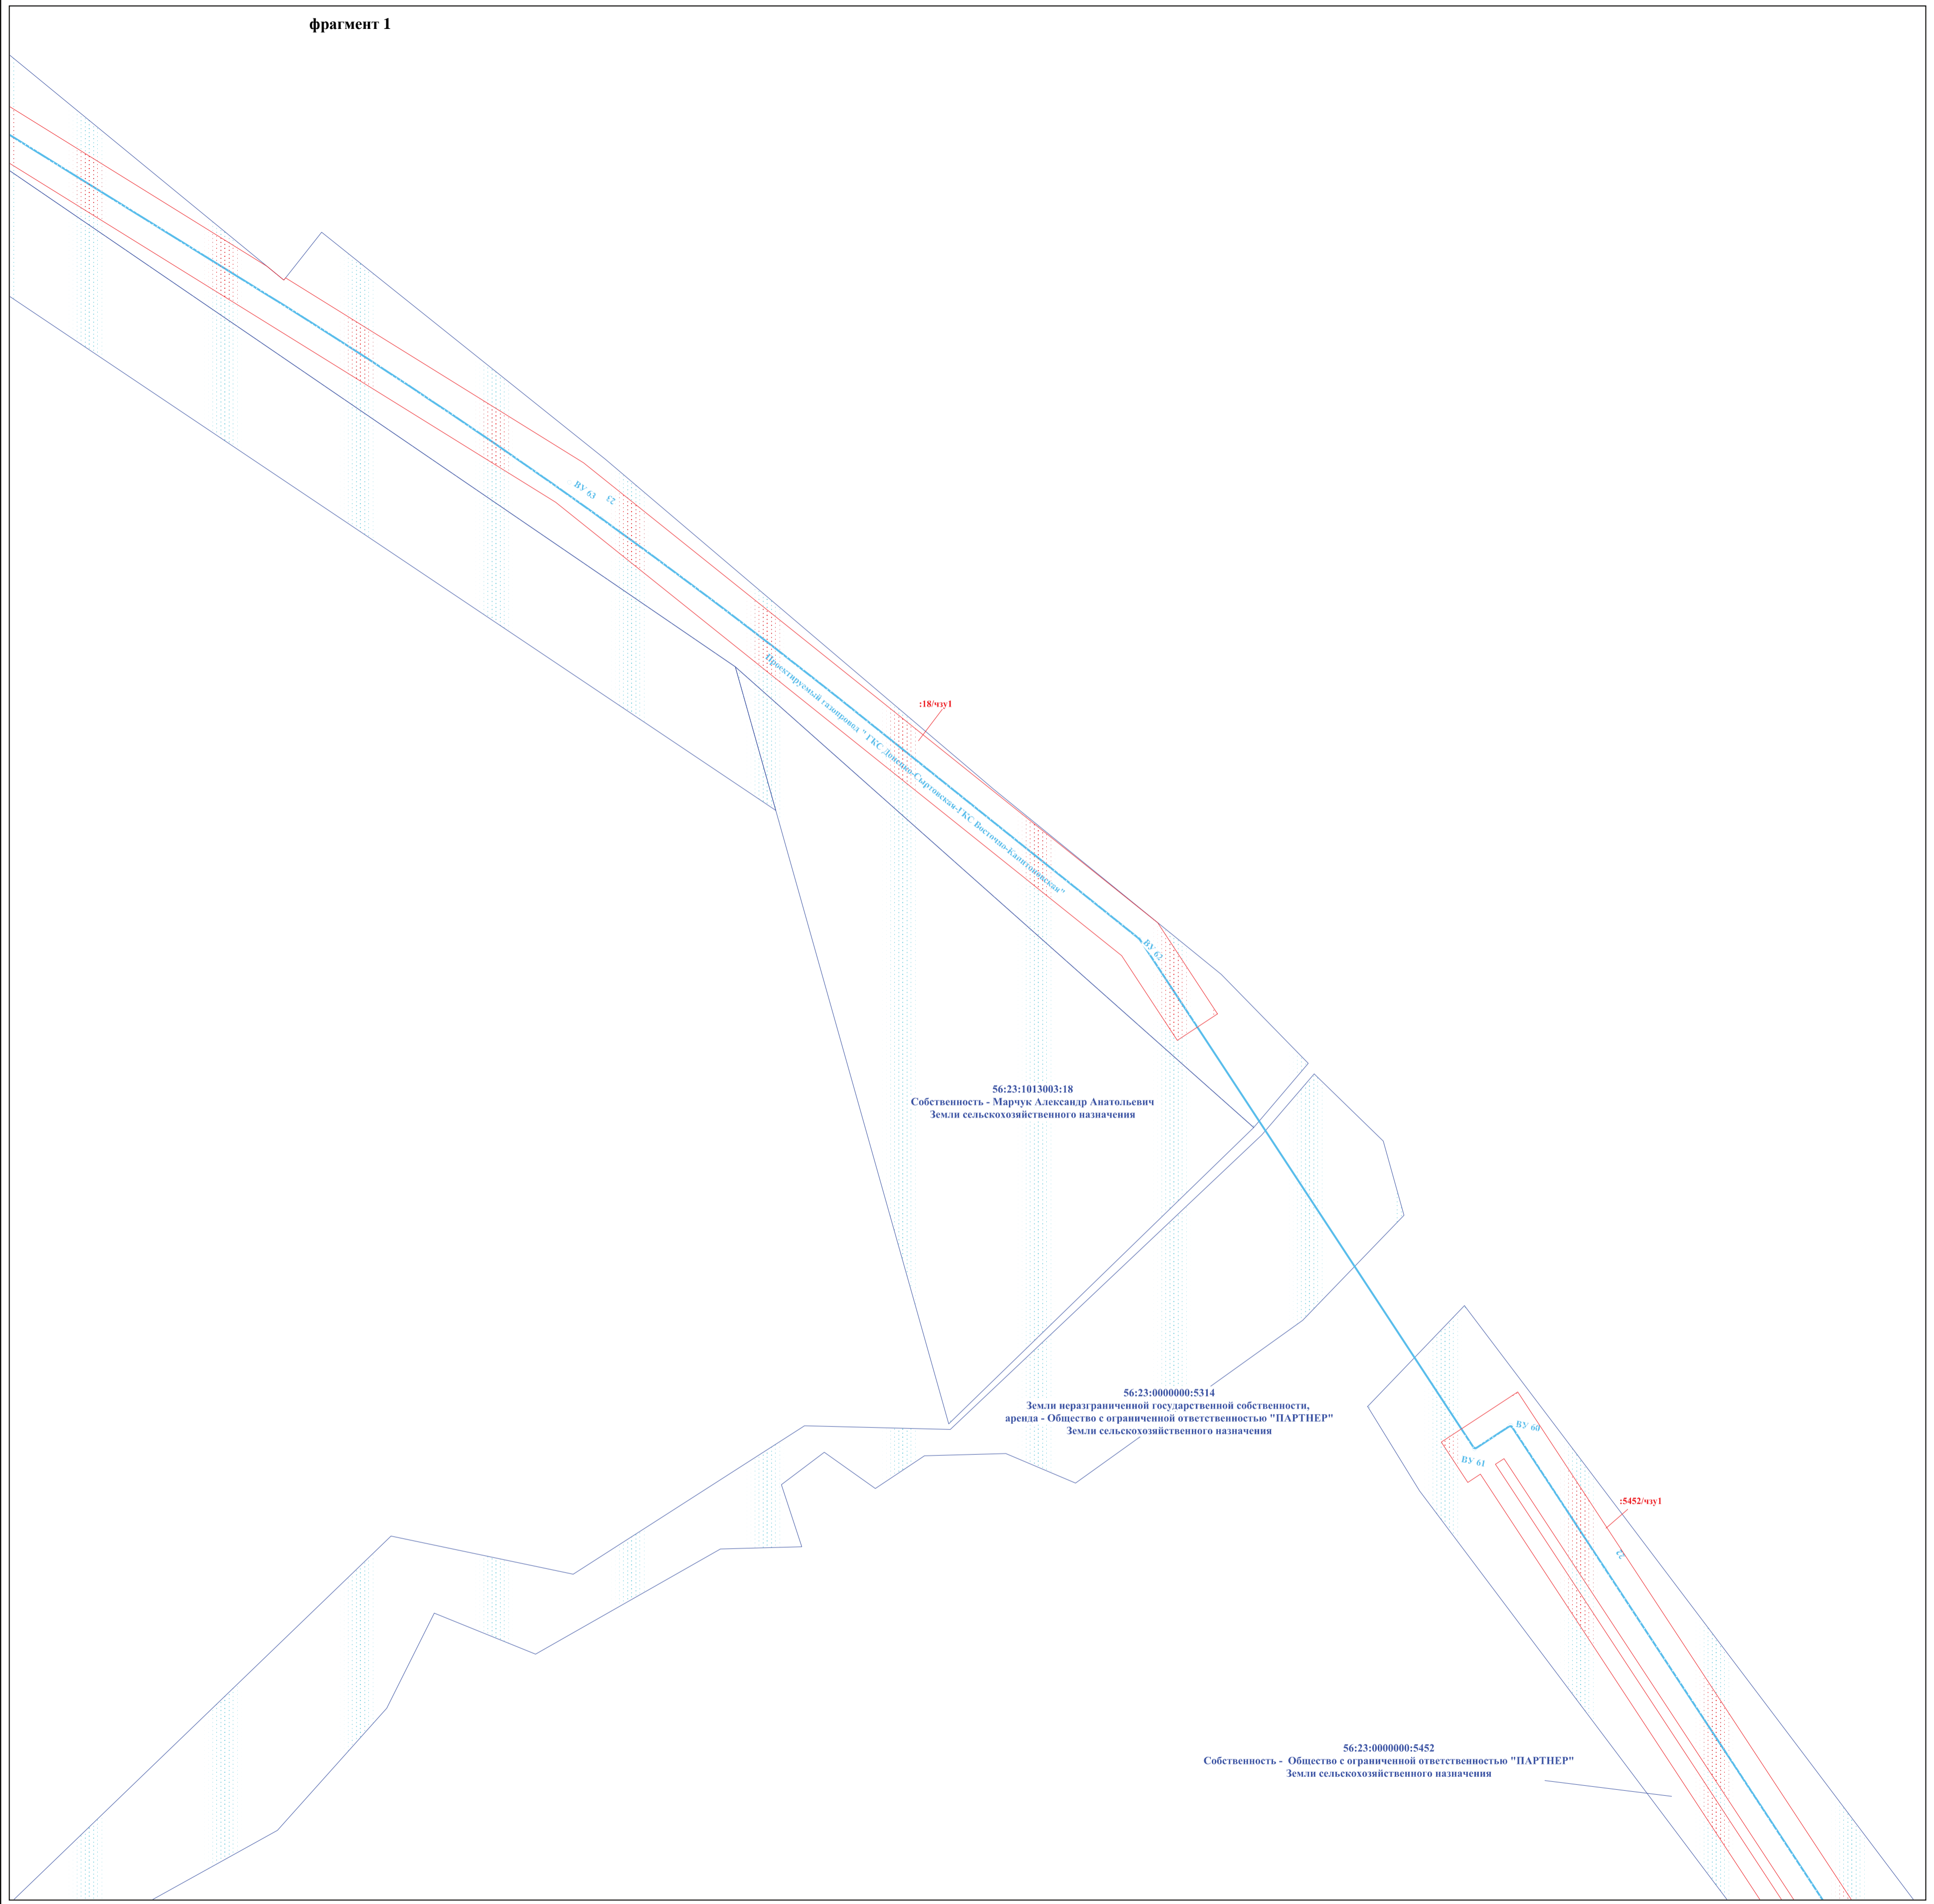 фрагмент 1
ВУ 63
23
:18/чзу1
Проектируемый газопровод " ГКС Донецко-Сыртовская-ГКС Восточно-Капитоновская"
ВУ 62
56:23:1013003:18
Собственность - Марчук Александр Анатольевич
Земли сельскохозяйственного назначения
56:23:0000000:5314
Земли неразграниченной государственной собственности,
аренда - Общество с ограниченной ответственностью "ПАРТНЕР"
Земли сельскохозяйственного назначения
ВУ 60
ВУ 61
:5452/чзу1
22
56:23:0000000:5452
Собственность -  Общество с ограниченной ответственностью "ПАРТНЕР"
Земли сельскохозяйственного назначения